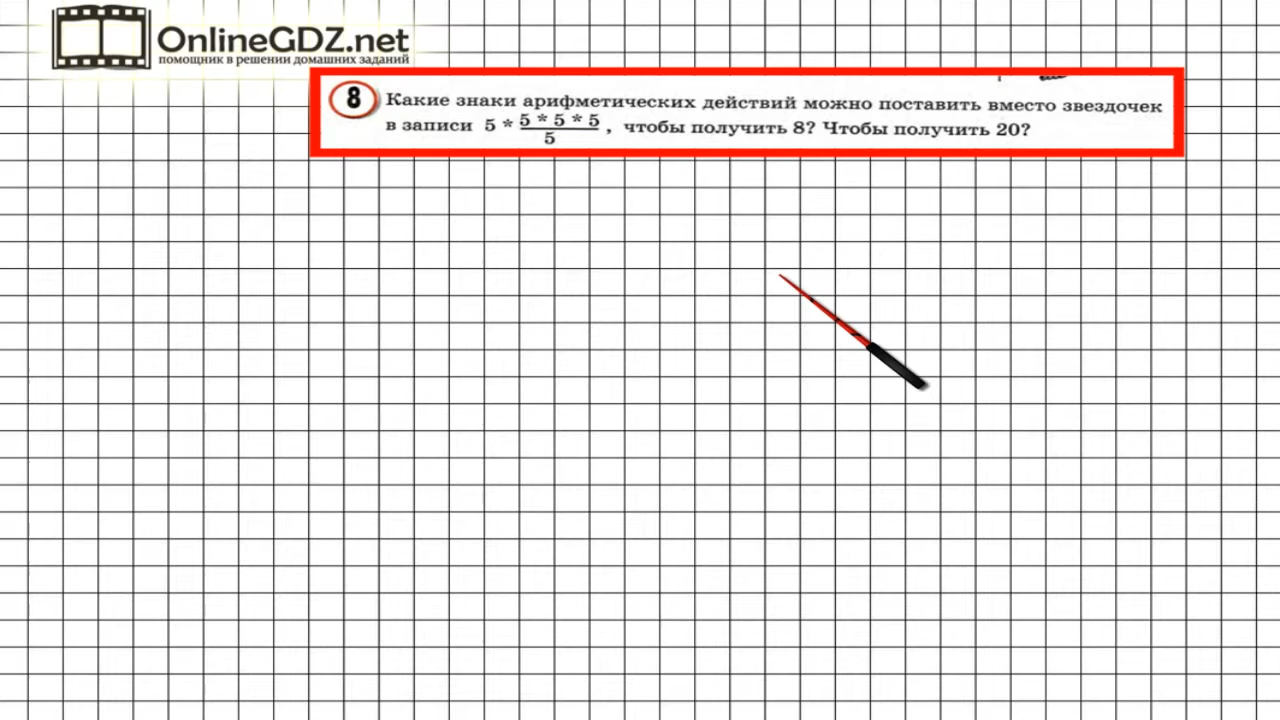 OnlineGDZ.net
помощник в решении домашних заданий
8 Какие знаки арифметических действий можно поставить вместо звездочек
в записи 5 * (5 * 5 * 5)/5, чтобы получить 8? Чтобы получить 20?